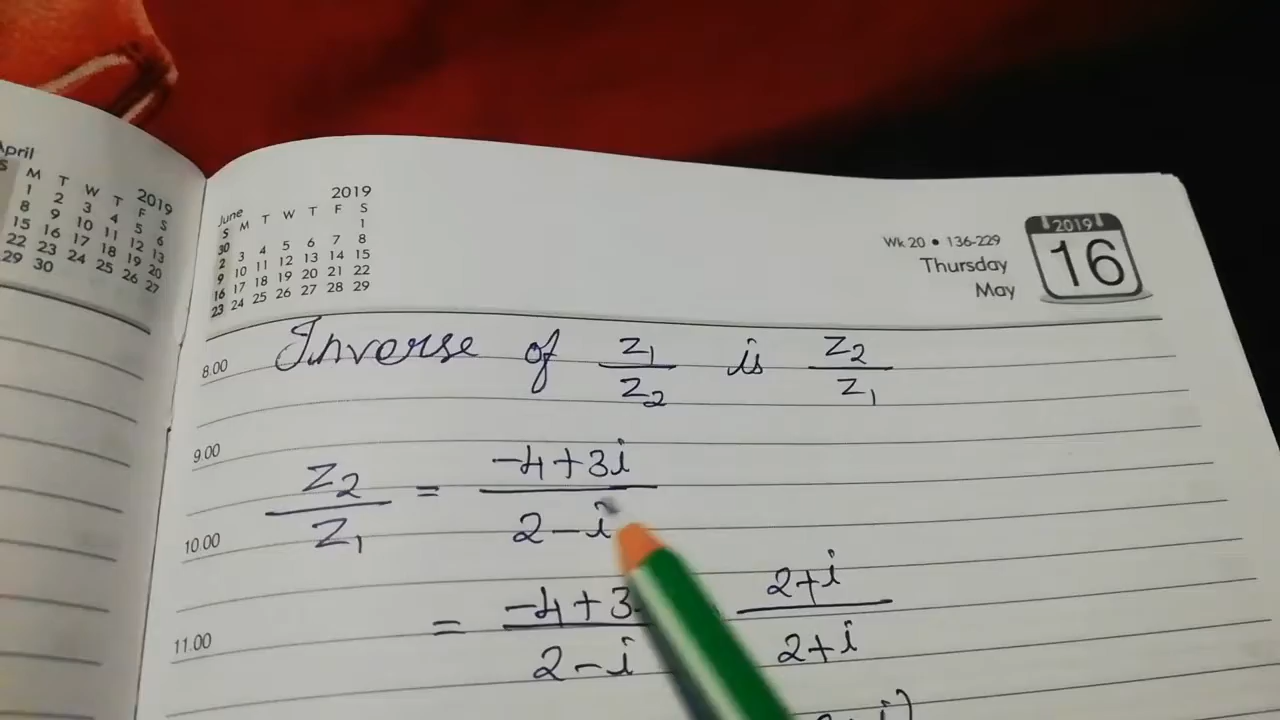 April 2019
S M T W T F S
1 2 3 4 5 6
8 9 10 11 12 13
15 16 17 18 19 20
22 23 24 25 26 27
29 30
June 2019
S M T W T F S
30 1
2 3 4 5 6 7 8
9 10 11 12 13 14 15
16 17 18 19 20 21 22
23 24 25 26 27 28 29
Wk 20 • 136-229
Thursday
May
2019
16
8.00
Inverse of z₁/z₂ is z₂/z₁
9.00
z₂/z₁ = (-4+3i)/(2-i)
10.00
= (-4+3)/(2-i) (2+i)/(2+i)
11.00